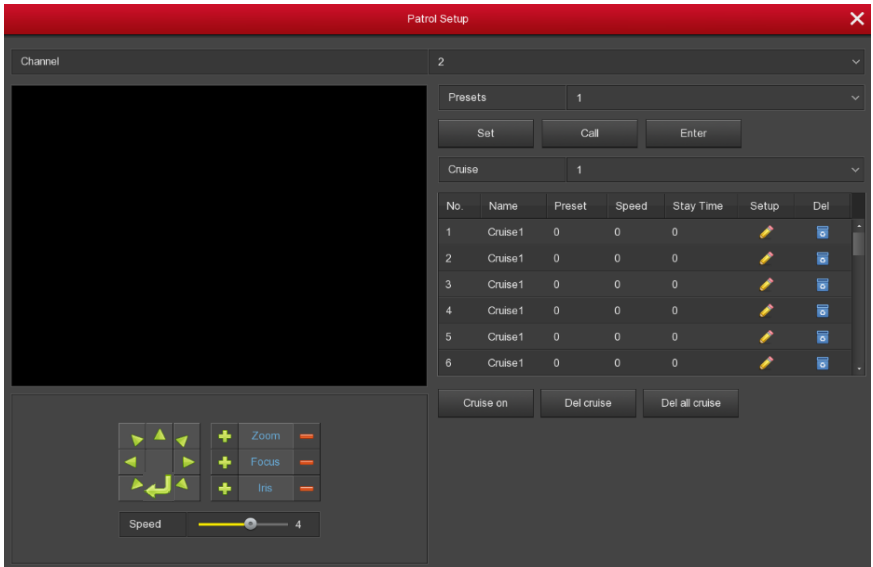 Patrol Setup
Channel 2
Presets 1
Set Call Enter
Cruise 1
No. Name Preset Speed Stay Time Setup Del
1 Cruise1 0 0 0
2 Cruise1 0 0 0
3 Cruise1 0 0 0
4 Cruise1 0 0 0
5 Cruise1 0 0 0
6 Cruise1 0 0 0
Cruise on Del cruise Del all cruise
Zoom
Focus
Iris
Speed 4